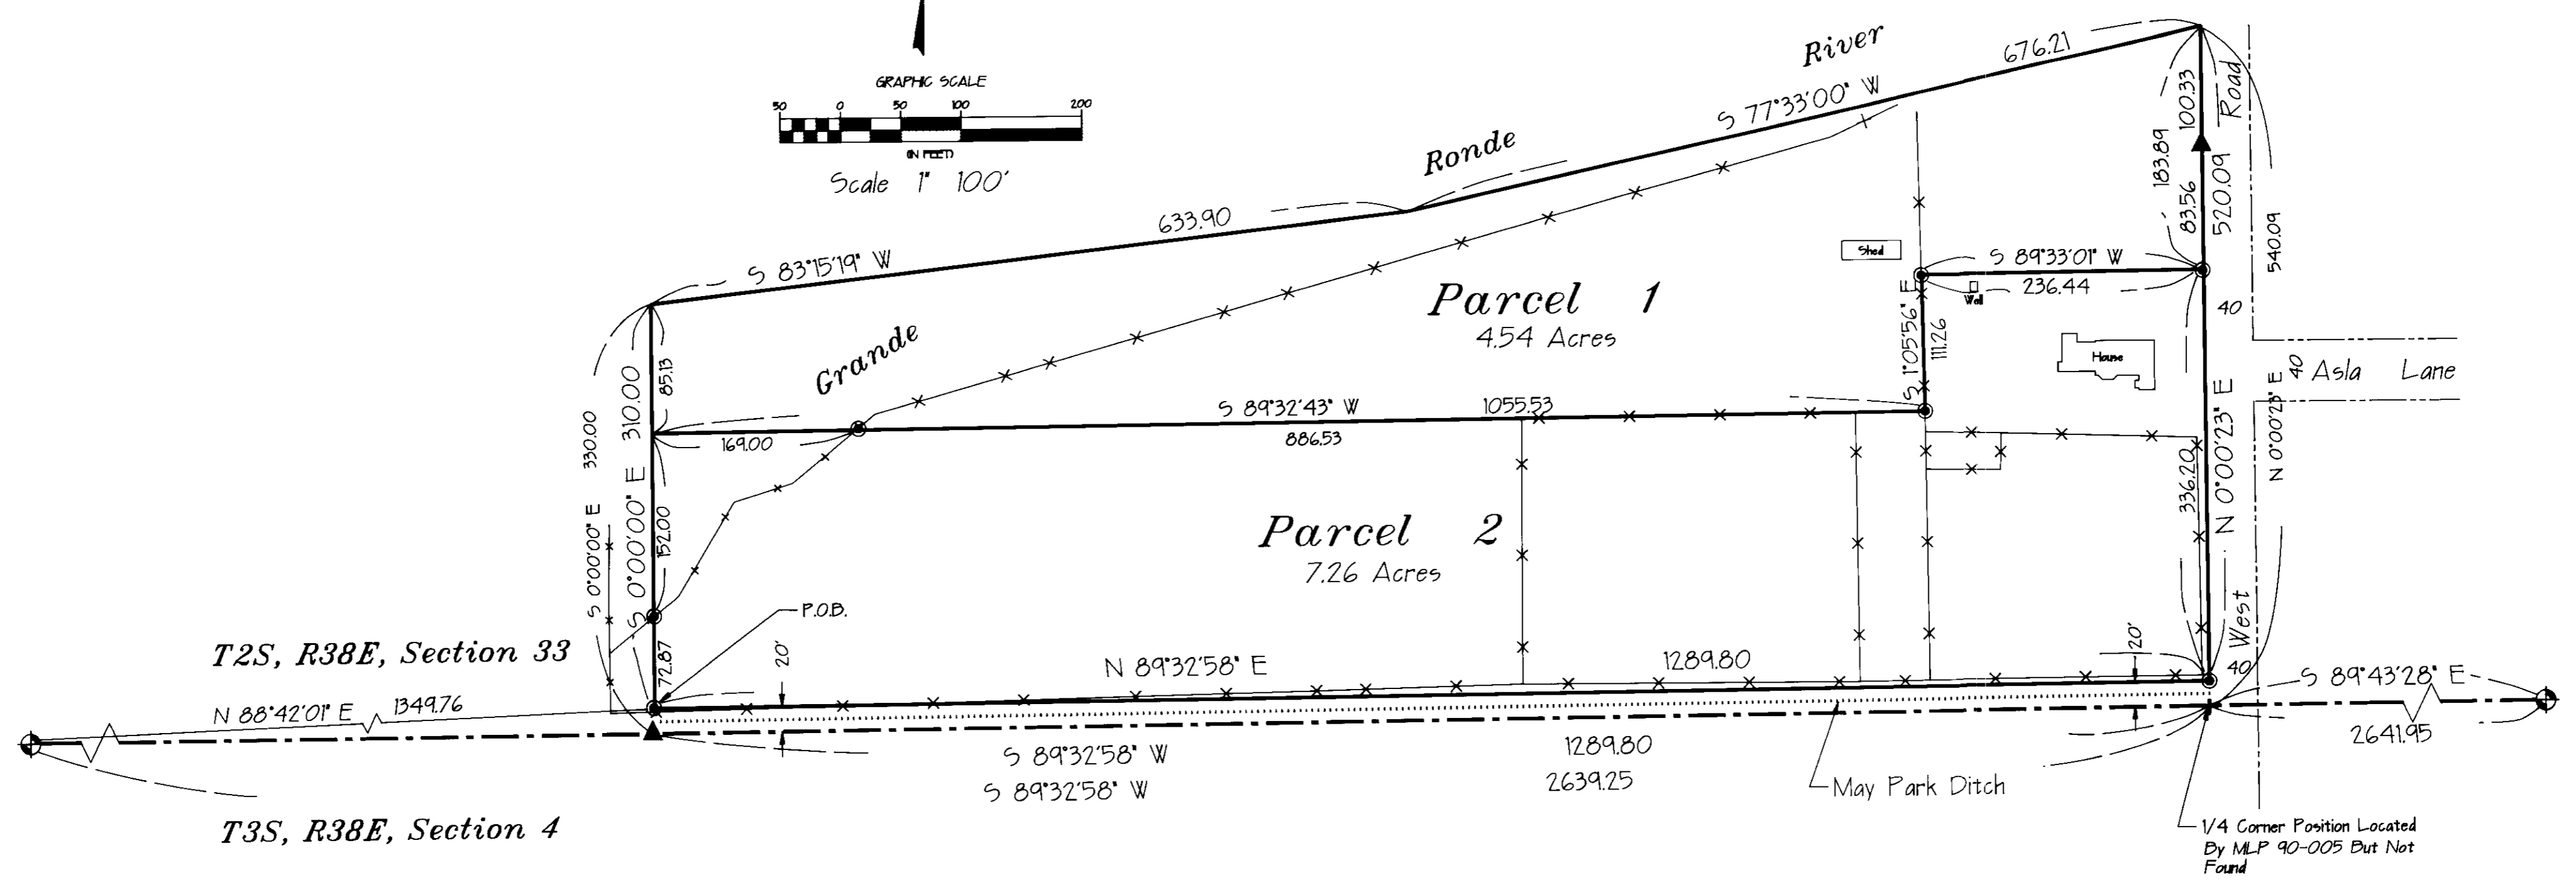 GRAPHIC SCALE
50 0 50 100 200
(IN FEET)
Scale 1" 100'
Grande Ronde River
S 83°15'19" W
633.90
S 77°33'00" W
676.21
100.33
183.89
83.56
520.09
540.09
Road
Shed
S 89°33'01" W
236.44
Well
S 1°05'56" E
111.26
House
40
40
Asla Lane
Parcel 1
4.54 Acres
330.00
S 0°00'00" E
310.00
S 0°00'00" E
85.13
152.00
72.87
169.00
S 89°32'43" W
1055.53
886.53
Parcel 2
7.26 Acres
336.20
N 0°00'23" E
N 0°00'23" E
West
40
P.O.B.
20'
20'
N 89°32'58" E
1289.80
T2S, R38E, Section 33
N 88°42'01" E
1349.76
S 89°43'28" E
2641.95
S 89°32'58" W
1289.80
S 89°32'58" W
2639.25
May Park Ditch
T3S, R38E, Section 4
1/4 Corner Position Located
By MLP 90-005 But Not
Found